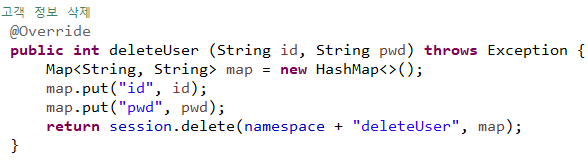 고객 정보 삭제
@Override
public int deleteUser (String id, String pwd) throws Exception {
    Map<String, String> map = new HashMap<>();
    map.put("id", id);
    map.put("pwd", pwd);
    return session.delete(namespace + "deleteUser", map);
}